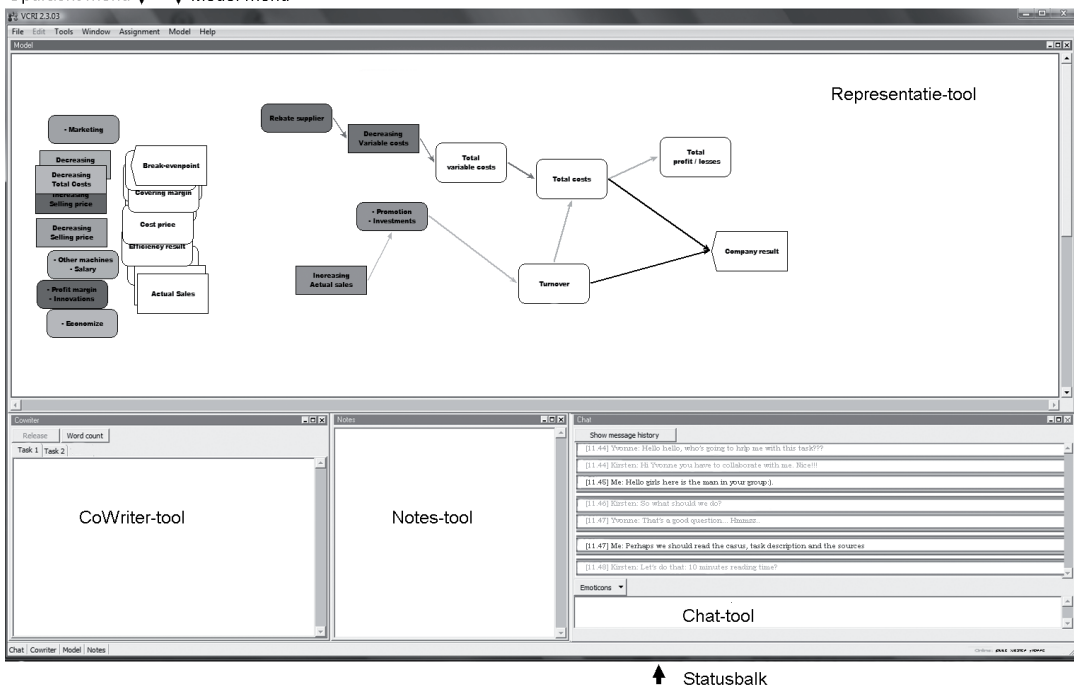 Model menu
VCRI 2.3.03
File Edit Tools Window Assignment Model Help
Model
Representatie-tool
- Marketing
Decreasing
Decreasing
Total Costs
Increasing
Selling price
Decreasing
Selling price
- Other machines
- Salary
- Profit margin
- Innovations
- Economize
Break-evenpoint
Covering margin
Cost price
Efficiency result
Actual Sales
Rebate supplier
Decreasing
Variable costs
Total
variable costs
Total costs
Total
profit / losses
- Promotion
- Investments
Increasing
Actual sales
Turnover
Company result
Cowriter
Release Word count
Task 1 Task 2
CoWriter-tool
Notes
Notes-tool
Chat
Show message history
[11.44] Yvonne: Hello hello, who's going to help me with this task???
[11.44] Kirsten: Hi Yvonne you have to collaborate with me. Nice!!!
[11.45] Me: Hello girls here is the man in your group:).
[11.46] Kirsten: So what should we do?
[11.47] Yvonne: That's a good question... Hmmm..
[11.47] Me: Perhaps we should read the casus, task description and the sources
[11.48] Kirsten: Let's do that: 10 minutes reading time?
Emoticons
Chat-tool
Chat Cowriter Model Notes
Statusbalk